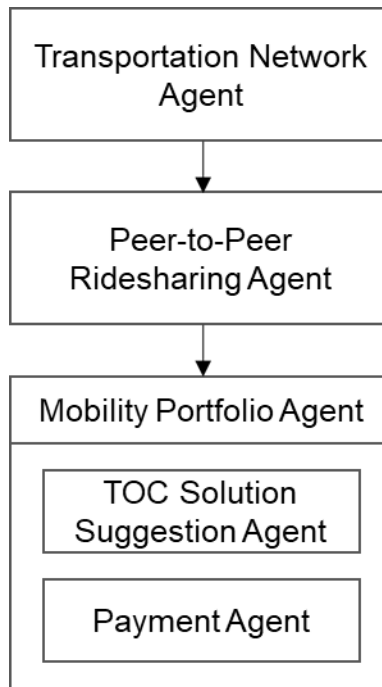 Transportation Network
Agent
Peer-to-Peer
Ridesharing Agent
Mobility Portfolio Agent
TOC Solution
Suggestion Agent
Payment Agent